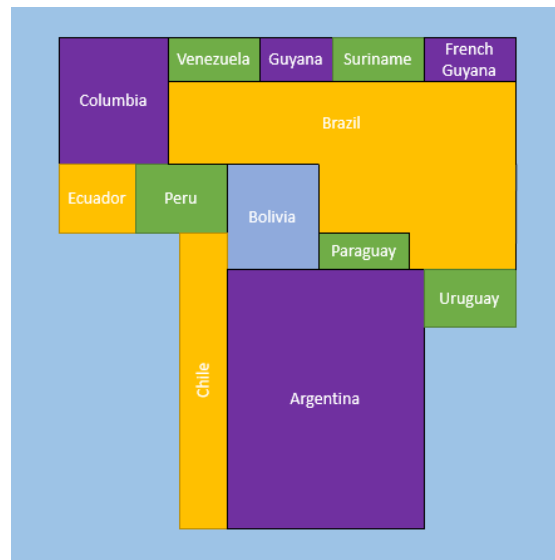 Venezuela
Guyana
Suriname
French
Guyana
Columbia
Brazil
Ecuador
Peru
Bolivia
Paraguay
Uruguay
Chile
Argentina